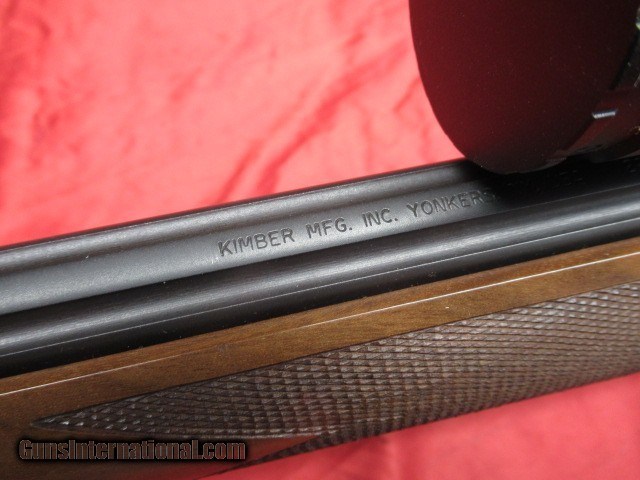 KIMBER MFG. INC. YONKERS
GunsInternational.com